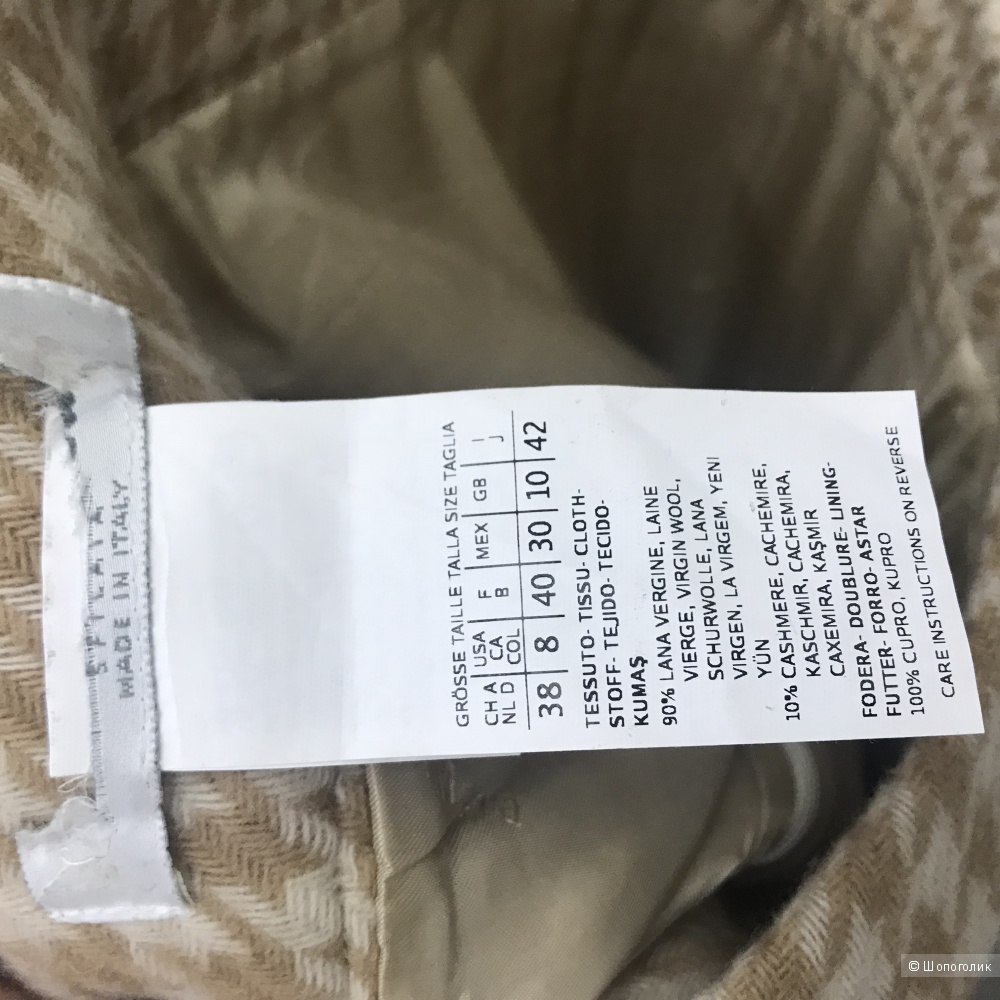 MADE IN ITALY
GRÖSSE TAILLE TALLA SIZE TAGLIA
CH A | USA | F | MEX | GB | I
NL D | CA | B | J
COL
38 | 8 | 40 | 30 | 10 | 42
TESSUTO- TISSU- CLOTH-
STOFF- TEJIDO- TECIDO-
KUMAŞ
90% LANA VERGINE, LAINE
VIERGE, VIRGIN WOOL,
SCHURWOLLE, LANA
VIRGEN, LA VIRGEM, YENI
YÜN
10% CASHMERE, CACHEMIRE,
KASCHMIR, CACHEMIRA,
CAXEMIRA, KAŞMIR
FODERA- DOUBLURE- LINING-
FUTTER- FORRO- ASTAR
100% CUPRO, KUPRO
CARE INSTRUCTIONS ON REVERSE
© Шопоголик